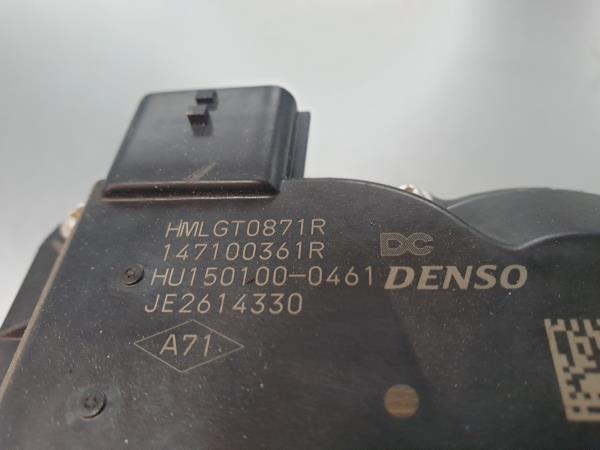 HMLGT0871R
147100361R
HU150100-0461
DC
DENSO
JE2614330
A71